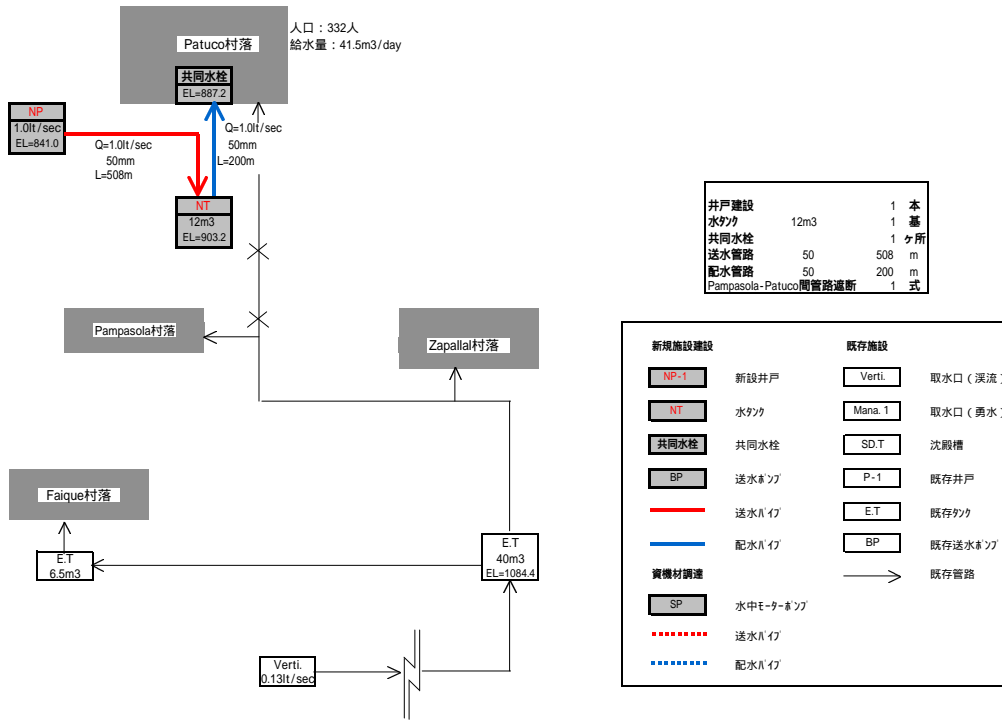 人口：332人
給水量：41.5m3/day
Patuco村落
共同水栓
EL=887.2
NP
1.0lt/sec
EL=841.0
Q=1.0lt/sec
50mm
L=508m
Q=1.0lt/sec
50mm
L=200m
NT
12m3
EL=903.2
井戸建設 1 本
水タンク 12m3 1 基
共同水栓 1 ヶ所
送水管路 50 508 m
配水管路 50 200 m
Pampasola-Patuco間管路遮断 1 式
Pampasola村落
Zapallal村落
Faique村落
E.T
6.5m3
E.T
40m3
EL=1084.4
Verti.
0.13lt/sec
新規施設建設 既存施設
NP-1 新設井戸 Verti. 取水口（渓流）
NT 水タンク Mana. 1 取水口（勇水）
共同水栓 共同水栓 SD.T 沈殿槽
BP 送水ポンプ P-1 既存井戸
送水パイプ E.T 既存タンク
配水パイプ BP 既存送水ポンプ
資機材調達 既存管路
SP 水中モーターポンプ
送水パイプ
配水パイプ